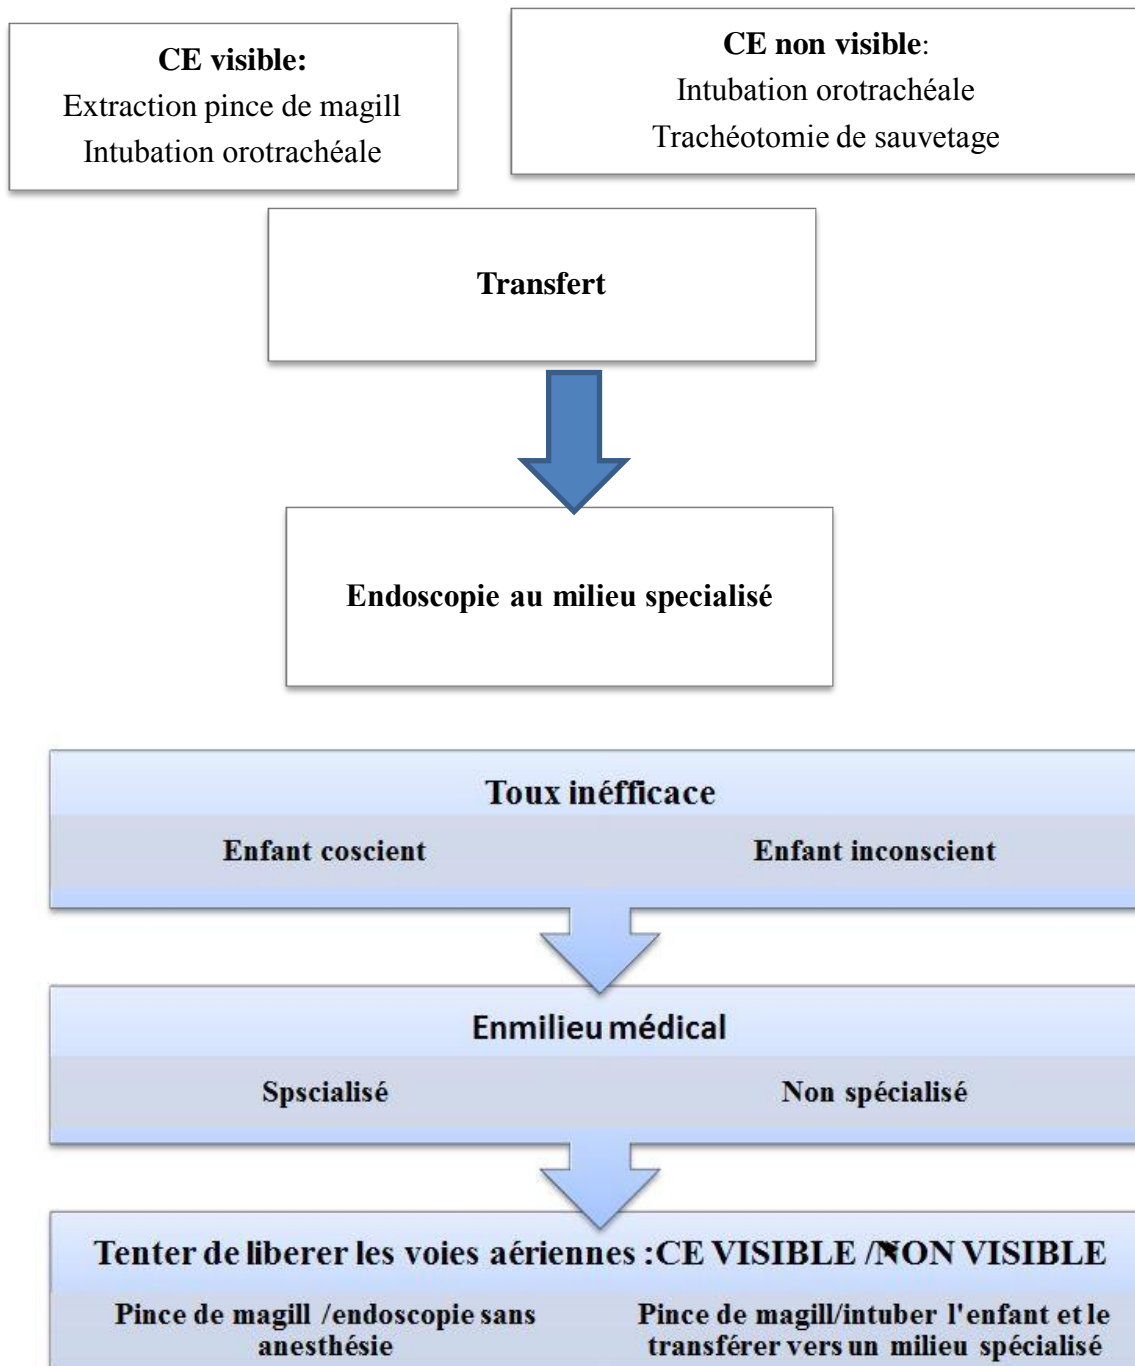 CE visible:
Extraction pince de magill
Intubation orotrachéale
CE non visible:
Intubation orotrachéale
Trachéotomie de sauvetage
Transfert
Endoscopie au milieu specialisé
Toux inéfficace
Enfant coscient
Enfant inconscient
Enmilieu médical
Spscialisé
Non spécialisé
Tenter de liberer les voies aériennes :CE VISIBLE /NON VISIBLE
Pince de magill /endoscopie sans
anesthésie
Pince de magill/intuber l'enfant et le
transférer vers un milieu spécialisé